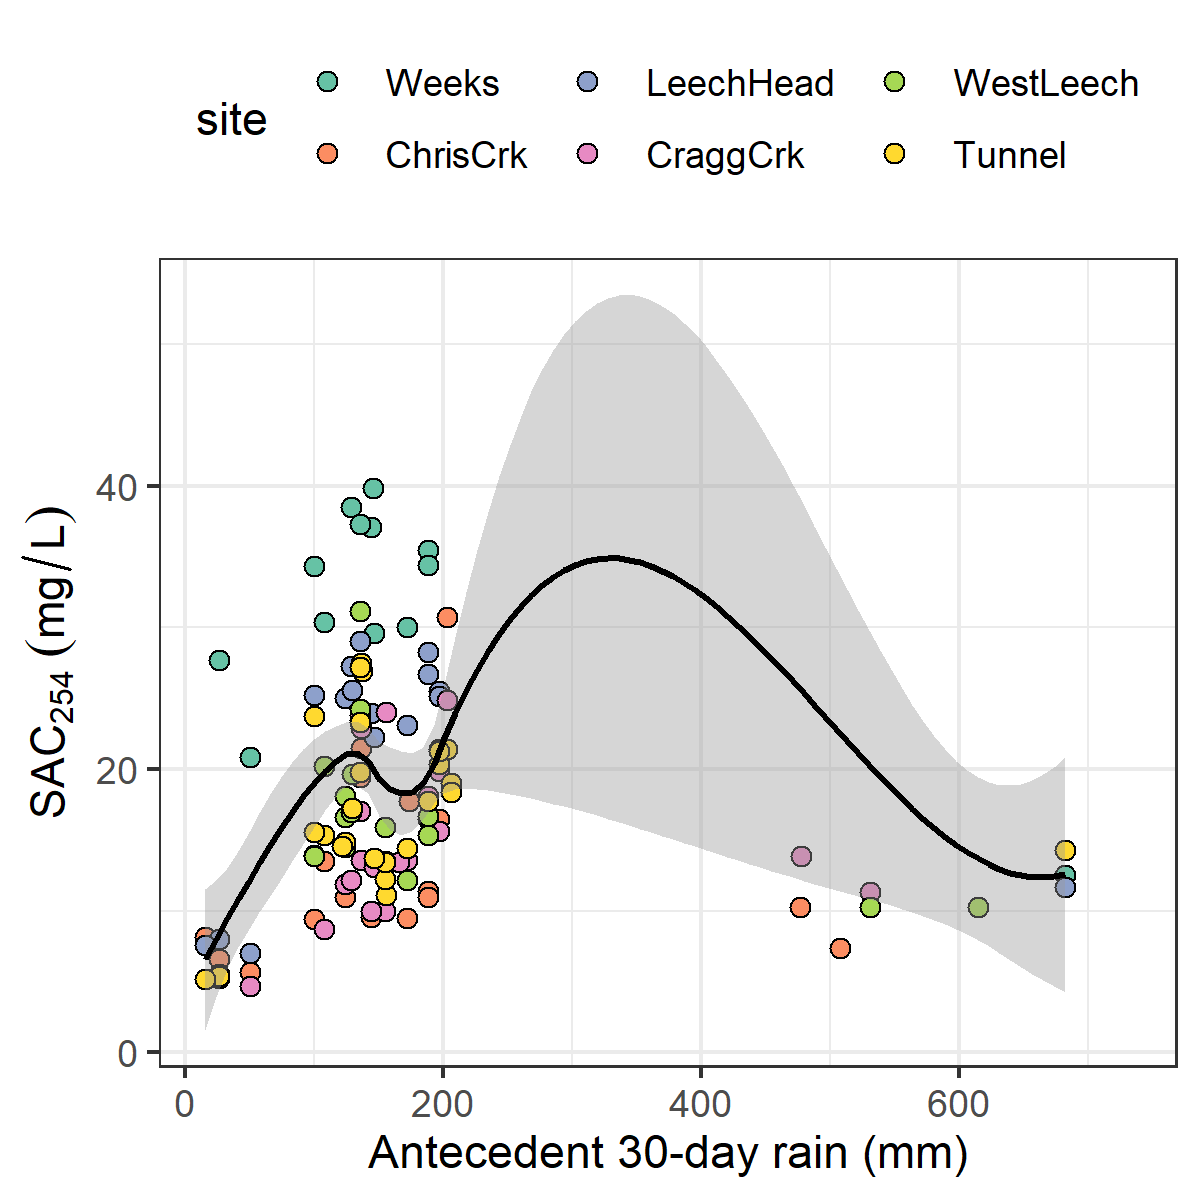 site
Weeks
LeechHead
WestLeech
ChrisCrk
CraggCrk
Tunnel
SAC254 (mg/L)
40
20
0
0
200
400
600
Antecedent 30-day rain (mm)